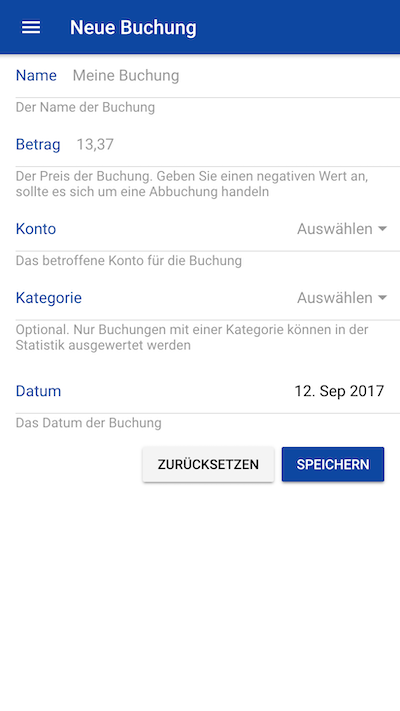 Neue Buchung
Name Meine Buchung
Der Name der Buchung
Betrag 13,37
Der Preis der Buchung. Geben Sie einen negativen Wert an,
sollte es sich um eine Abbuchung handeln
Konto Auswählen
Das betroffene Konto für die Buchung
Kategorie Auswählen
Optional. Nur Buchungen mit einer Kategorie können in der
Statistik ausgewertet werden
Datum 12. Sep 2017
Das Datum der Buchung
ZURÜCKSETZEN SPEICHERN